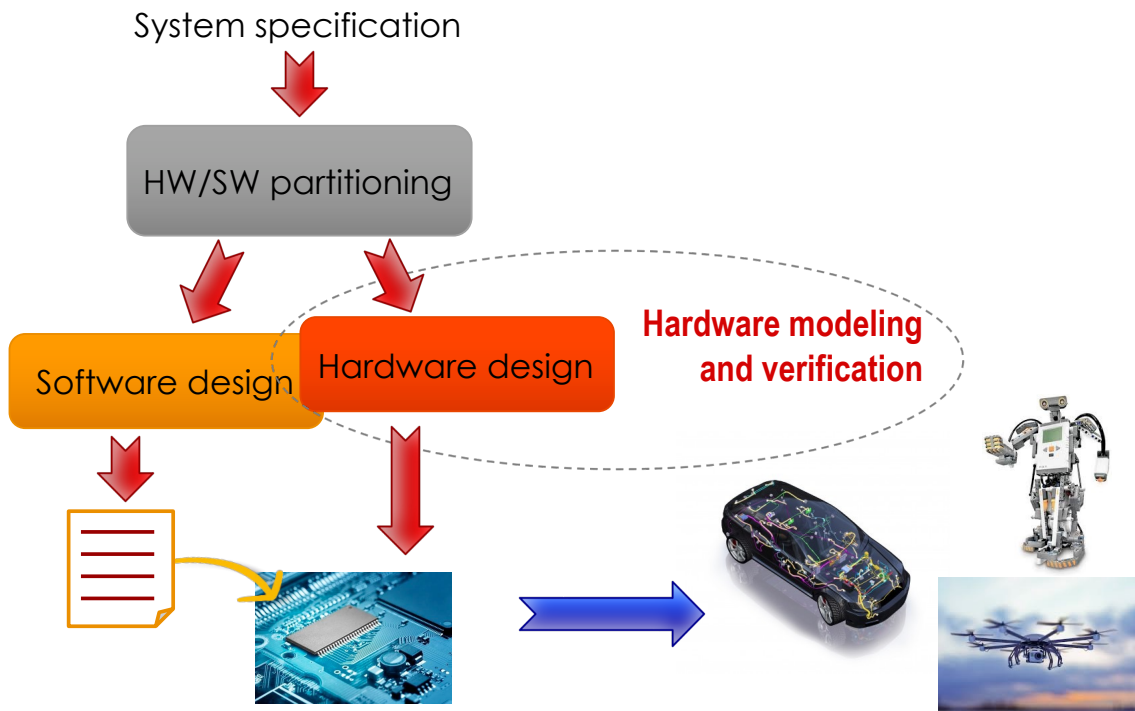 System specification
HW/SW partitioning
Software design
Hardware design
Hardware modeling
and verification